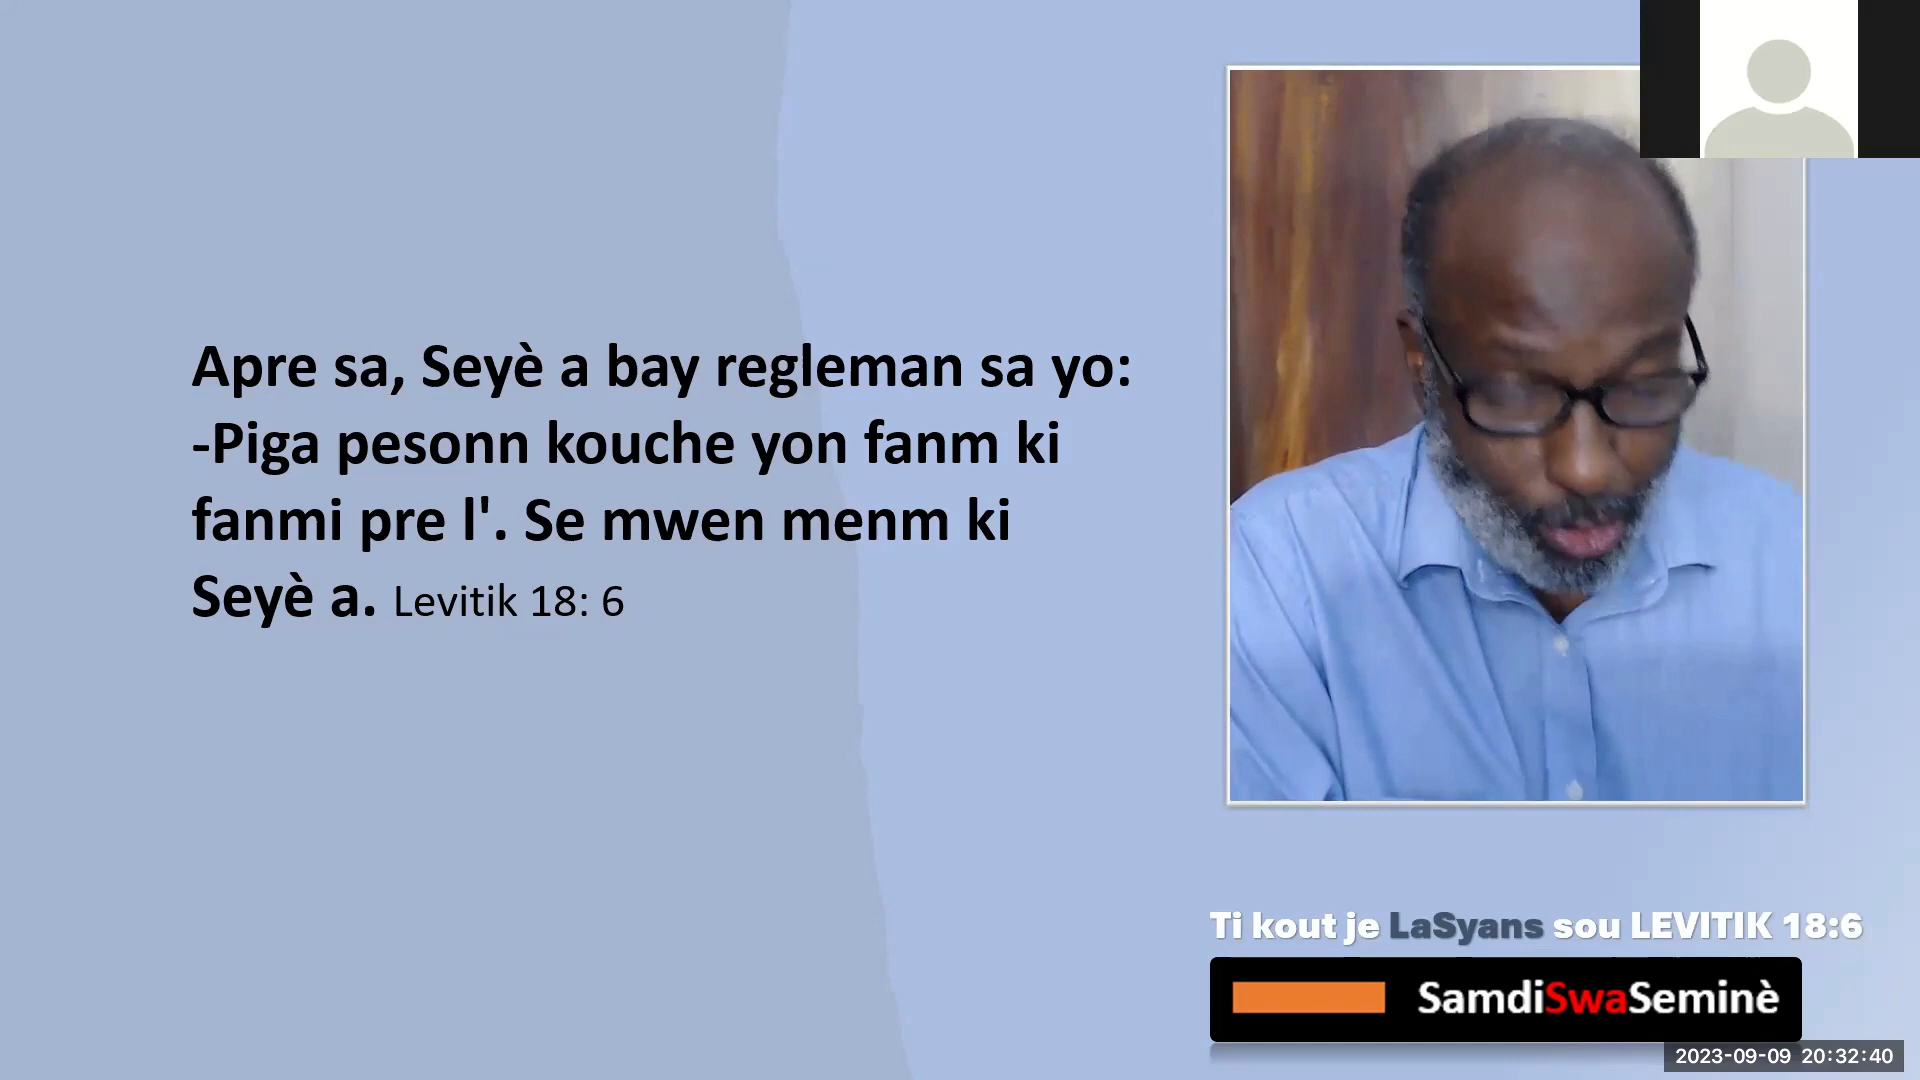 Apre sa, Seyè a bay regleman sa yo:
-Piga pesonn kouche yon fanm ki
fanmi pre l'. Se mwen menm ki
Seyè a. Levitik 18: 6
Ti kout je LaSyans sou LEVITIK 18:6
SamdiSwaSeminè
2023-09-09 20:32:40